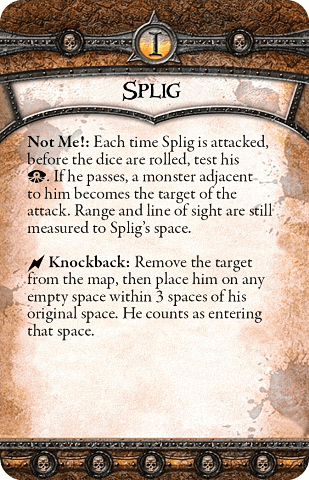 I
SPLIG
Not Me!: Each time Splig is attacked,
before the dice are rolled, test his
. If he passes, a monster adjacent
to him becomes the target of the
attack. Range and line of sight are still
measured to Splig's space.
Knockback: Remove the target
from the map, then place him on any
empty space within 3 spaces of his
original space. He counts as entering
that space.